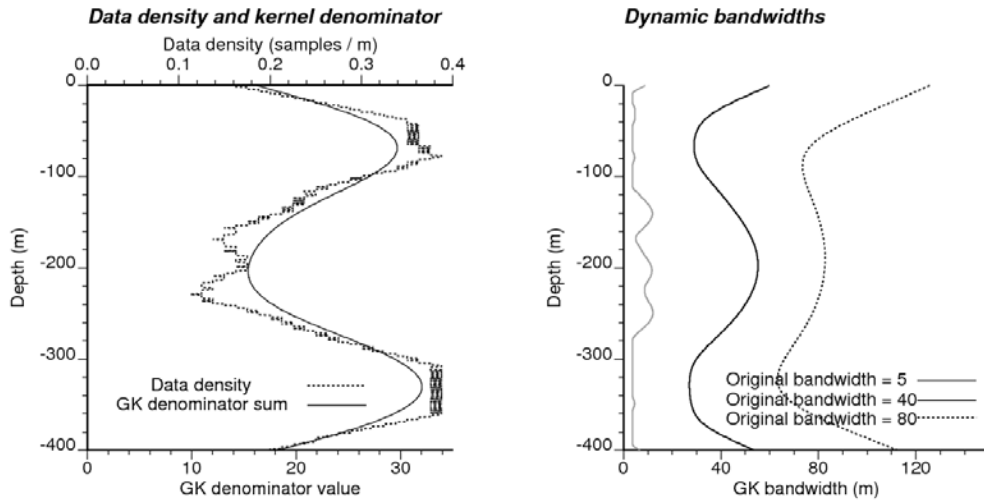 Data density and kernel denominator
Data density (samples / m)
0.0 0.1 0.2 0.3 0.4
0
-100
-200
-300
-400
Depth (m)
Data density
GK denominator sum
0 10 20 30
GK denominator value
Dynamic bandwidths
0
-100
-200
-300
-400
Depth (m)
Original bandwidth = 5
Original bandwidth = 40
Original bandwidth = 80
0 40 80 120
GK bandwidth (m)